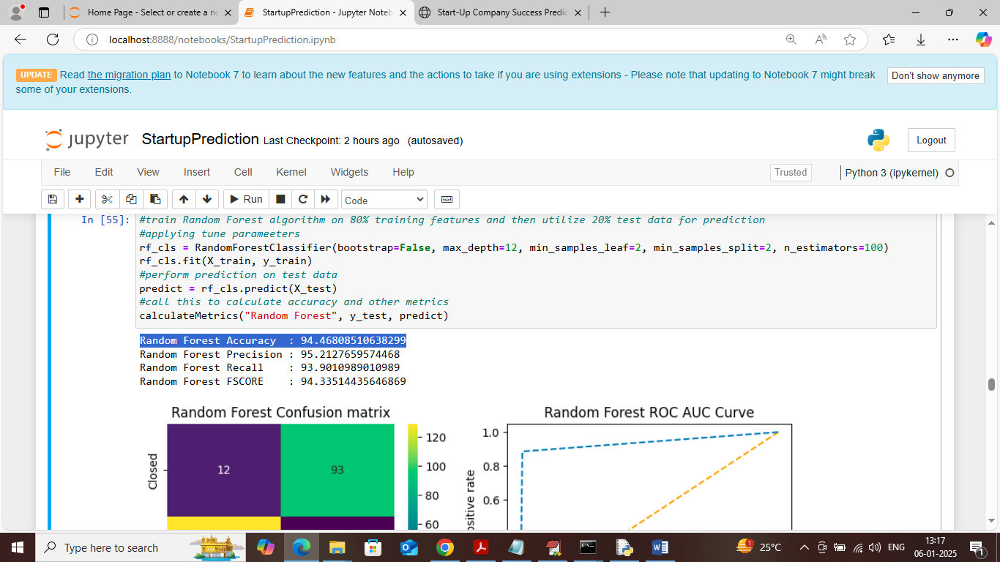 Home Page - Select or create a no
StartupPrediction - Jupyter Noteb
Start-Up Company Success Predic
localhost:8888/notebooks/StartupPrediction.ipynb
UPDATE Read the migration plan to Notebook 7 to learn about the new features and the actions to take if you are using extensions - Please note that updating to Notebook 7 might break
some of your extensions.
Don't show anymore
jupyter StartupPrediction Last Checkpoint: 2 hours ago (autosaved)
Logout
File Edit View Insert Cell Kernel Widgets Help
Trusted
Python 3 (ipykernel)
Run
Code
In [55]: #train Random Forest algorithm on 80% training features and then utilize 20% test data for prediction
#applying tune parameeters
rf_cls = RandomForestClassifier(bootstrap=False, max_depth=12, min_samples_leaf=2, min_samples_split=2, n_estimators=100)
rf_cls.fit(X_train, y_train)
#perform prediction on test data
predict = rf_cls.predict(X_test)
#call this to calculate accuracy and other metrics
calculateMetrics("Random Forest", y_test, predict)
Random Forest Accuracy : 94.46808510638299
Random Forest Precision : 95.2127659574468
Random Forest Recall : 93.9010989010989
Random Forest FSCORE : 94.33514435646869
Random Forest Confusion matrix
Closed
12
93
120
100
80
60
Random Forest ROC AUC Curve
1.0
0.8
0.6
ositive rate
Type here to search
1
25°C
ENG
13:17
06-01-2025
1